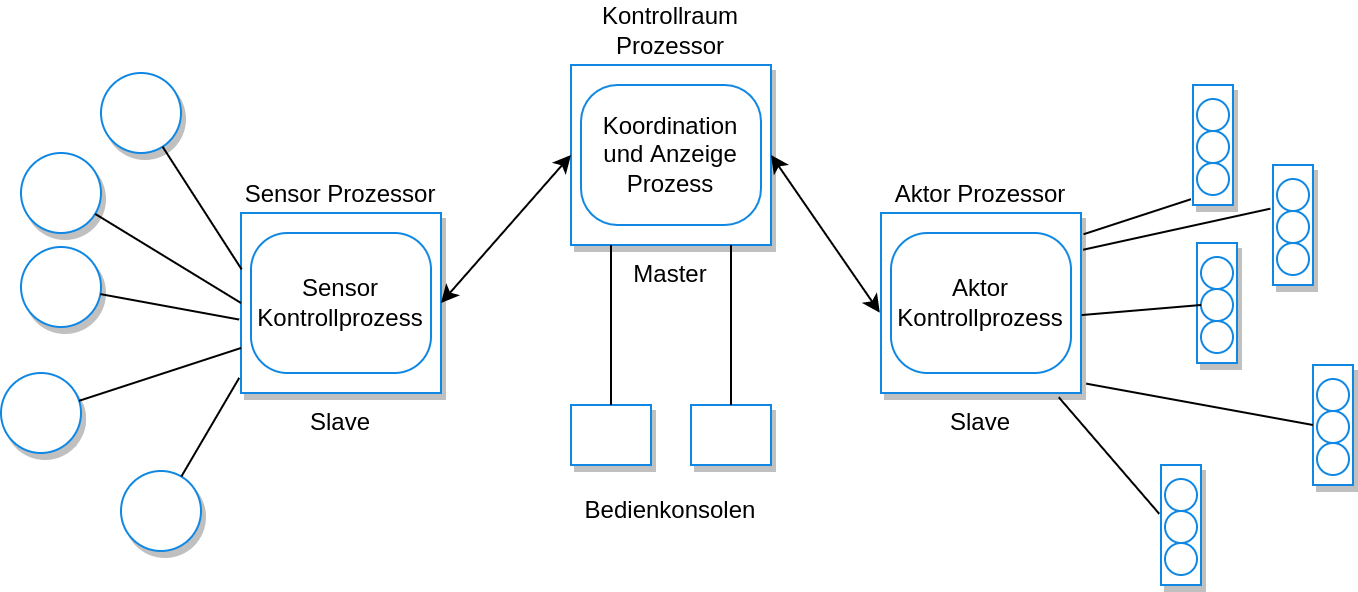 Kontrollraum
Prozessor
Koordination
und Anzeige
Prozess
Master
Sensor Prozessor
Sensor
Kontrollprozess
Slave
Aktor Prozessor
Aktor
Kontrollprozess
Slave
Bedienkonsolen